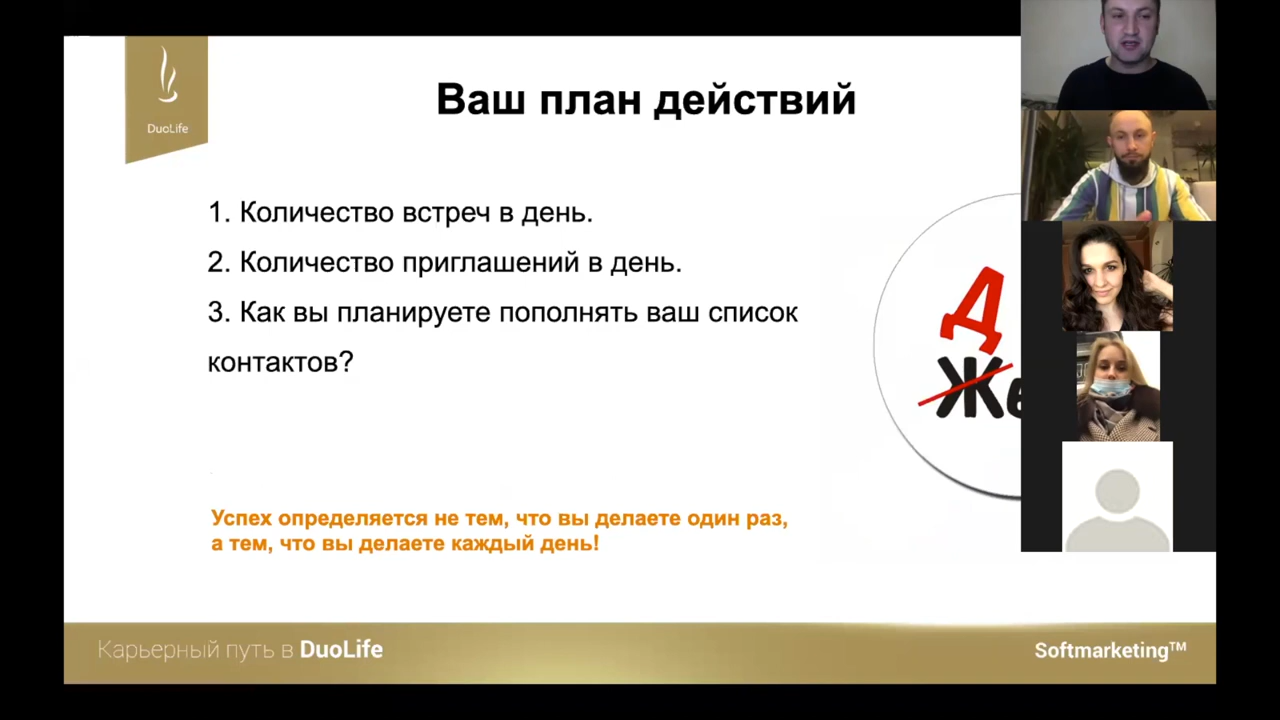 DuoLife
Ваш план действий
1. Количество встреч в день.
2. Количество приглашений в день.
3. Как вы планируете пополнять ваш список
контактов?
Д
Успех определяется не тем, что вы делаете один раз,
а тем, что вы делаете каждый день!
Карьерный путь в DuoLife
Softmarketing™